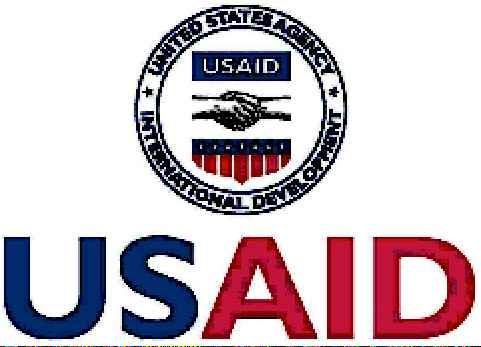 UNITED STATES AGENCY
USAID
INTERNATIONAL DEVELOPMENT
USAID